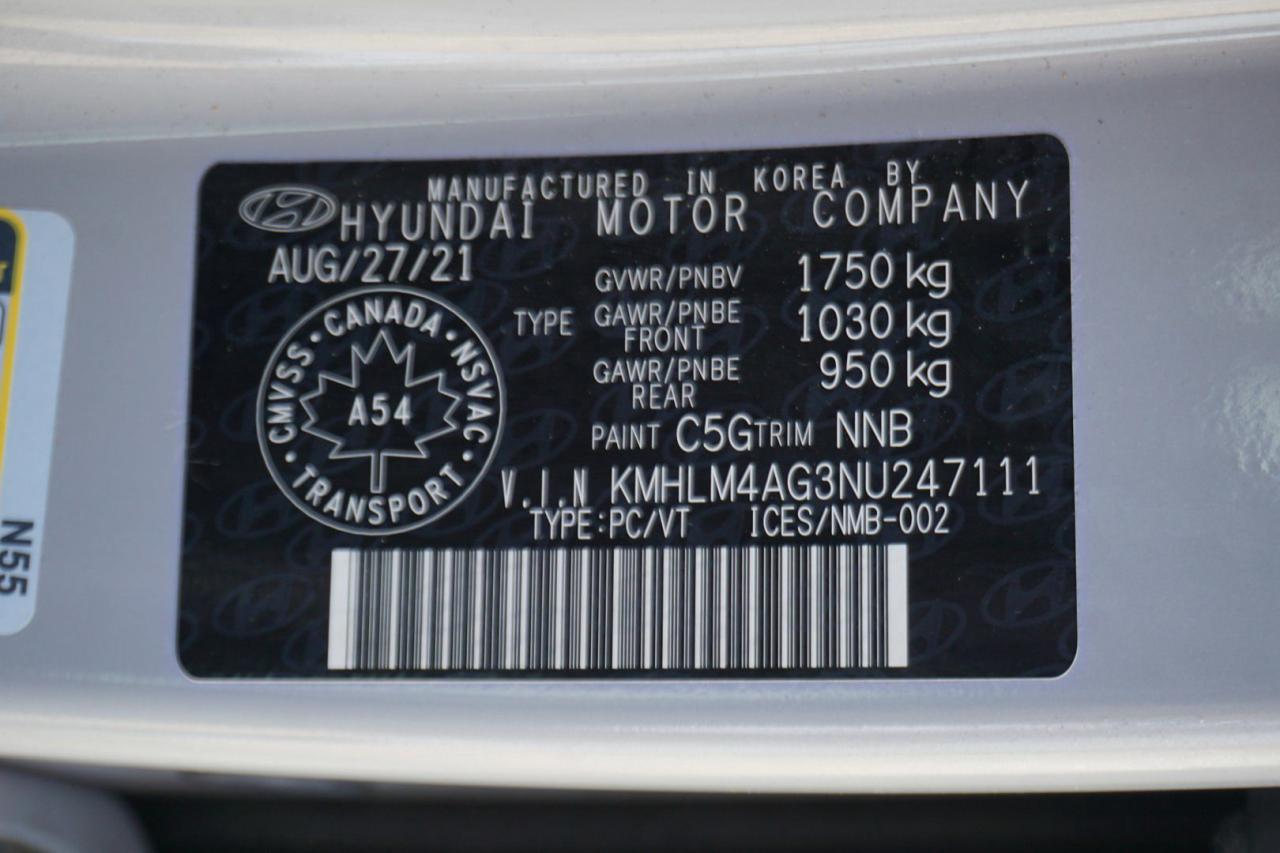 MANUFACTURED IN KOREA BY
HYUNDAI MOTOR COMPANY
AUG/27/21
GVWR/PNBV 1750 kg
TYPE GAWR/PNBE FRONT 1030 kg
GAWR/PNBE REAR 950 kg
PAINT C5G TRIM NNB
V.I.N KMHLM4AG3NU247111
TYPE:PC/VT ICES/NMB-002
CANADA · NSVAC · TRANSPORT · CMVSS ·
A54
N55